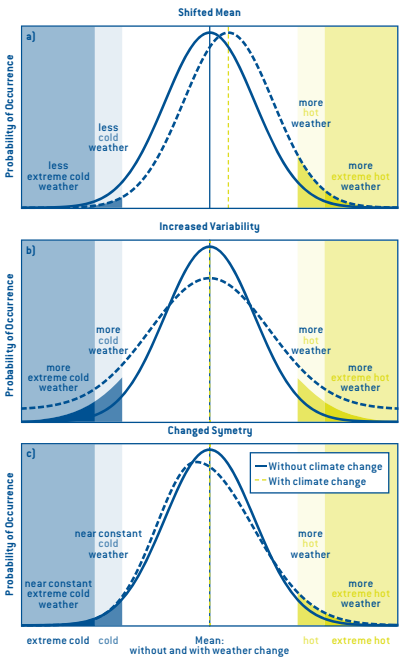 Shifted Mean
a)
Probability of Occurrence
less
cold
weather
less
extreme cold
weather
more
hot
weather
more
extreme hot
weather
Increased Variability
b)
Probability of Occurrence
more
cold
weather
more
extreme cold
weather
more
hot
weather
more
extreme hot
weather
Changed Symetry
c)
Probability of Occurrence
Without climate change
With climate change
near constant
cold
weather
near constant
extreme cold
weather
more
hot
weather
more
extreme hot
weather
extreme cold
cold
Mean:
without and with weather change
hot
extreme hot